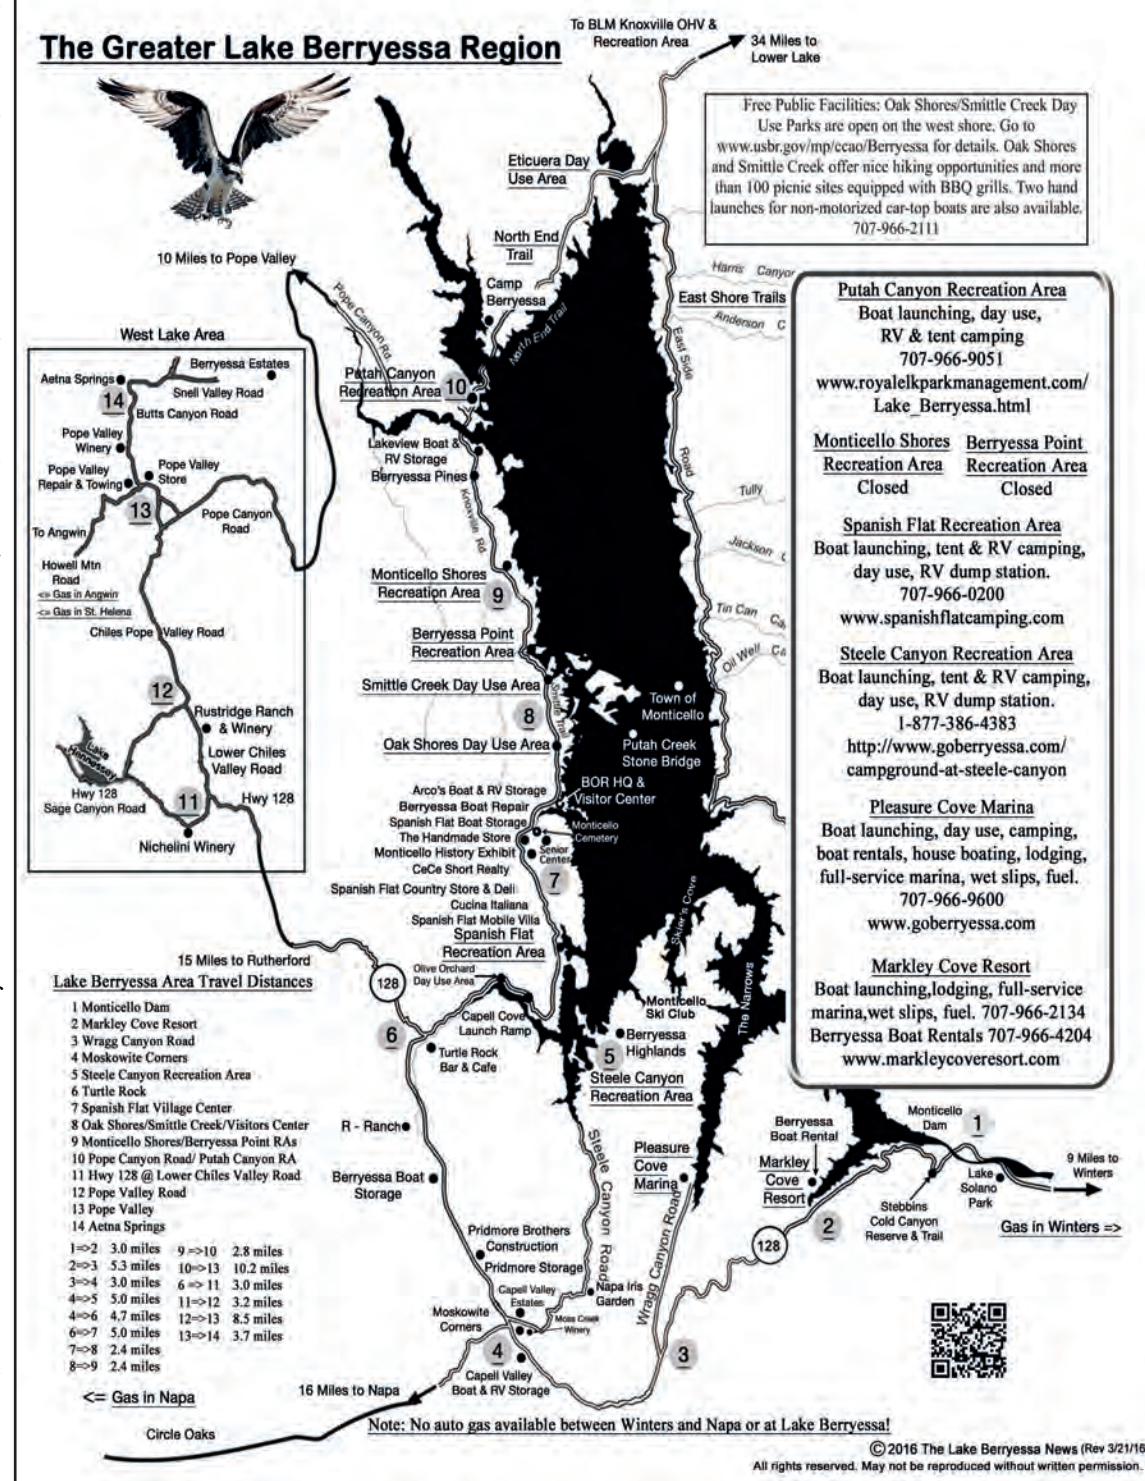 The Greater Lake Berryessa Region
To BLM Knoxville OHV &
Recreation Area
34 Miles to
Lower Lake
Free Public Facilities: Oak Shores/Smittle Creek Day
Use Parks are open on the west shore. Go to
www.usbr.gov/mp/ccao/Berryessa for details. Oak Shores
and Smittle Creek offer nice hiking opportunities and more
than 100 picnic sites equipped with BBQ grills. Two hand
launches for non-motorized car-top boats are also available.
707-966-2111
Eticuera Day
Use Area
North End
Trail
Camp
Berryessa
North End Trail
10 Miles to Pope Valley
Pope Canyon Rd.
Harris Canyon
East Shore Trails
Anderson C
East Side
Road
Tully
Jackson C
Tin Can Ca
Oil Well Ca
Putah Canyon
Recreation Area
10
Lakeview Boat &
RV Storage
Berryessa Pines
Knoxville Rd.
Monticello Shores
Recreation Area
9
Berryessa Point
Recreation Area
Smittle Creek Day Use Area
Smittle Trail
8
Oak Shores Day Use Area
Town of
Monticello
Putah Creek
Stone Bridge
BOR HQ &
Visitor Center
Arco's Boat & RV Storage
Berryessa Boat Repair
Spanish Flat Boat Storage
The Handmade Store
Monticello History Exhibit
CeCe Short Realty
Monticello
Cemetery
Senior
Center
7
Spanish Flat Country Store & Deli
Cucina Italiana
Spanish Flat Mobile Villa
Spanish Flat
Recreation Area
Olive Orchard
Day Use Area
Capell Cove
Launch Ramp
Skier's Cove
The Narrows
Monticello
Ski Club
Berryessa
Highlands
5
Steele Canyon
Recreation Area
West Lake Area
Berryessa Estates
Aetna Springs
Snell Valley Road
14
Butts Canyon Road
Pope Valley
Winery
Pope Valley
Repair & Towing
Pope Valley
Store
13
Pope Canyon
Road
To Angwin
Howell Mtn
Road
<= Gas in Angwin
<= Gas in St. Helena
Chiles Pope Valley Road
12
Rustridge Ranch
& Winery
Lake
Hennessey
Lower Chiles
Valley Road
Hwy 128
Sage Canyon Road
11
Hwy 128
Nichelini Winery
15 Miles to Rutherford
128
6
Turtle Rock
Bar & Cafe
R - Ranch
Berryessa Boat
Storage
Pridmore Brothers
Construction
Pridmore Storage
Capell Valley
Estates
Napa Iris
Garden
Moskowite
Corners
Moss Creek
Winery
4
Capell Valley
Boat & RV Storage
Steele Canyon Road
Pleasure
Cove
Marina
Wragg Canyon Road
3
Putah Canyon Recreation Area
Boat launching, day use,
RV & tent camping
707-966-9051
www.royalelkparkmanagement.com/
Lake_Berryessa.html
Monticello Shores
Recreation Area
Closed
Berryessa Point
Recreation Area
Closed
Spanish Flat Recreation Area
Boat launching, tent & RV camping,
day use, RV dump station.
707-966-0200
www.spanishflatcamping.com
Steele Canyon Recreation Area
Boat launching, tent & RV camping,
day use, RV dump station.
1-877-386-4383
http://www.goberryessa.com/
campground-at-steele-canyon
Pleasure Cove Marina
Boat launching, day use, camping,
boat rentals, house boating, lodging,
full-service marina, wet slips, fuel.
707-966-9600
www.goberryessa.com
Markley Cove Resort
Boat launching,lodging, full-service
marina,wet slips, fuel. 707-966-2134
Berryessa Boat Rentals 707-966-4204
www.markleycoveresort.com
Berryessa
Boat Rental
Markley
Cove
Resort
2
128
Monticello
Dam
1
Stebbins
Cold Canyon
Reserve & Trail
Lake
Solano
Park
9 Miles to
Winters
Gas in Winters =>
Lake Berryessa Area Travel Distances
1 Monticello Dam
2 Markley Cove Resort
3 Wragg Canyon Road
4 Moskowite Corners
5 Steele Canyon Recreation Area
6 Turtle Rock
7 Spanish Flat Village Center
8 Oak Shores/Smittle Creek/Visitors Center
9 Monticello Shores/Berryessa Point RAs
10 Pope Canyon Road/ Putah Canyon RA
11 Hwy 128 @ Lower Chiles Valley Road
12 Pope Valley Road
13 Pope Valley
14 Aetna Springs
1=>2 3.0 miles 9 =>10 2.8 miles
2=>3 5.3 miles 10=>13 10.2 miles
3=>4 3.0 miles 6 => 11 3.0 miles
4=>5 5.0 miles 11=>12 3.2 miles
4=>6 4.7 miles 12=>13 8.5 miles
6=>7 5.0 miles 13=>14 3.7 miles
7=>8 2.4 miles
8=>9 2.4 miles
<= Gas in Napa
16 Miles to Napa
Circle Oaks
Note: No auto gas available between Winters and Napa or at Lake Berryessa!
© 2016 The Lake Berryessa News (Rev 3/21/16
All rights reserved. May not be reproduced without written permission.